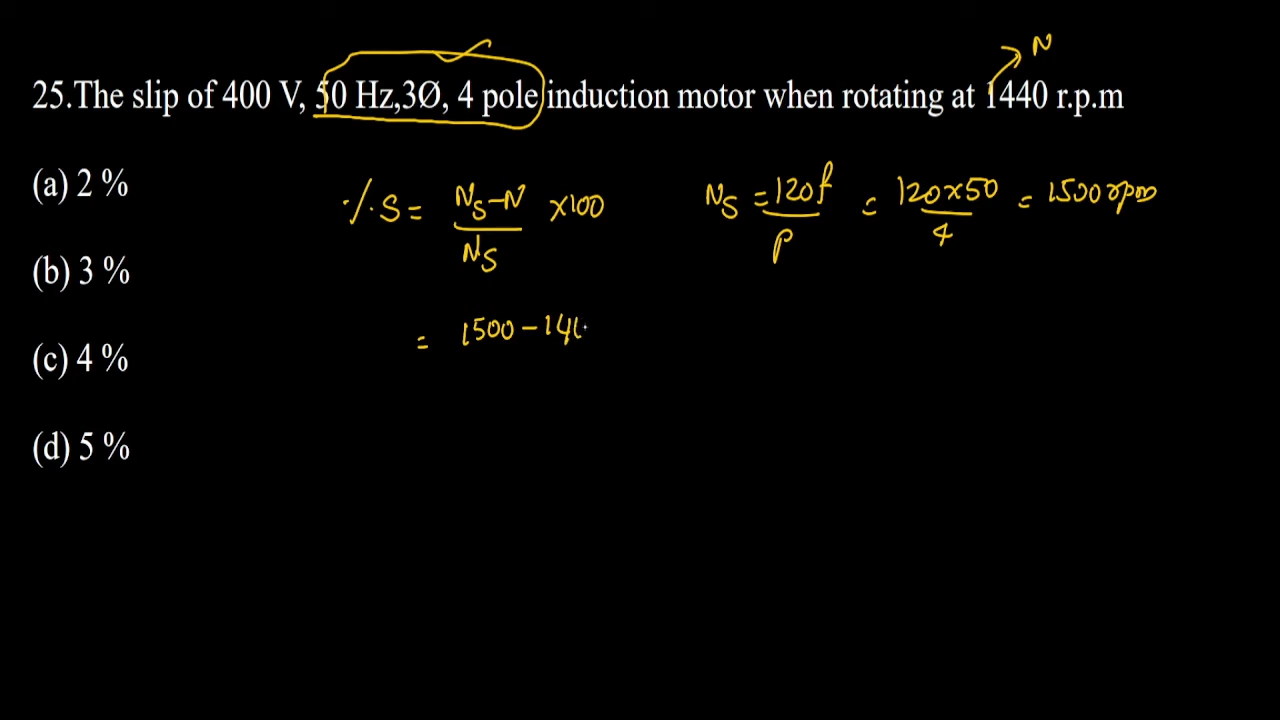 N
25.The slip of 400 V, 50 Hz,3Ø, 4 pole induction motor when rotating at 1440 r.p.m
(a) 2 %
% S = NS-N / NS ×100
NS = 120f / P = 120×50 / 4 = 1500 rpm
(b) 3 %
= 1500 - 144
(c) 4 %
(d) 5 %